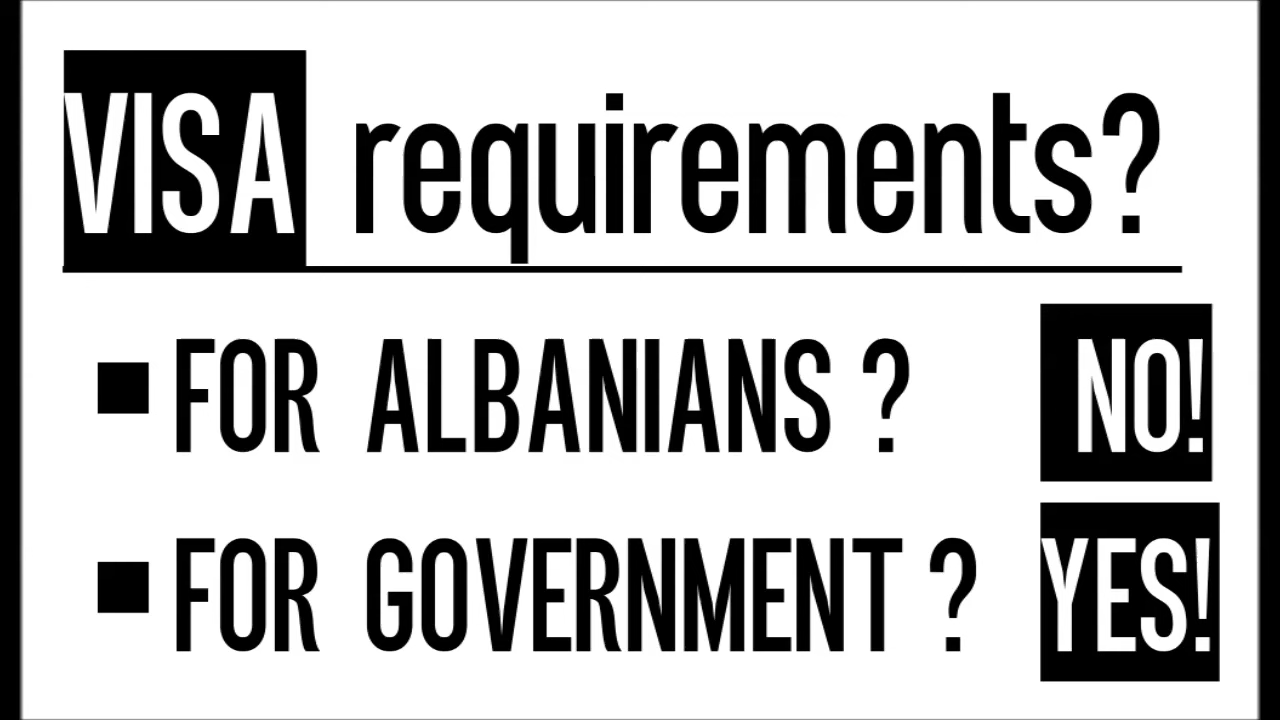 VISA requirements?
FOR ALBANIANS ? NO!
FOR GOVERNMENT ? YES!